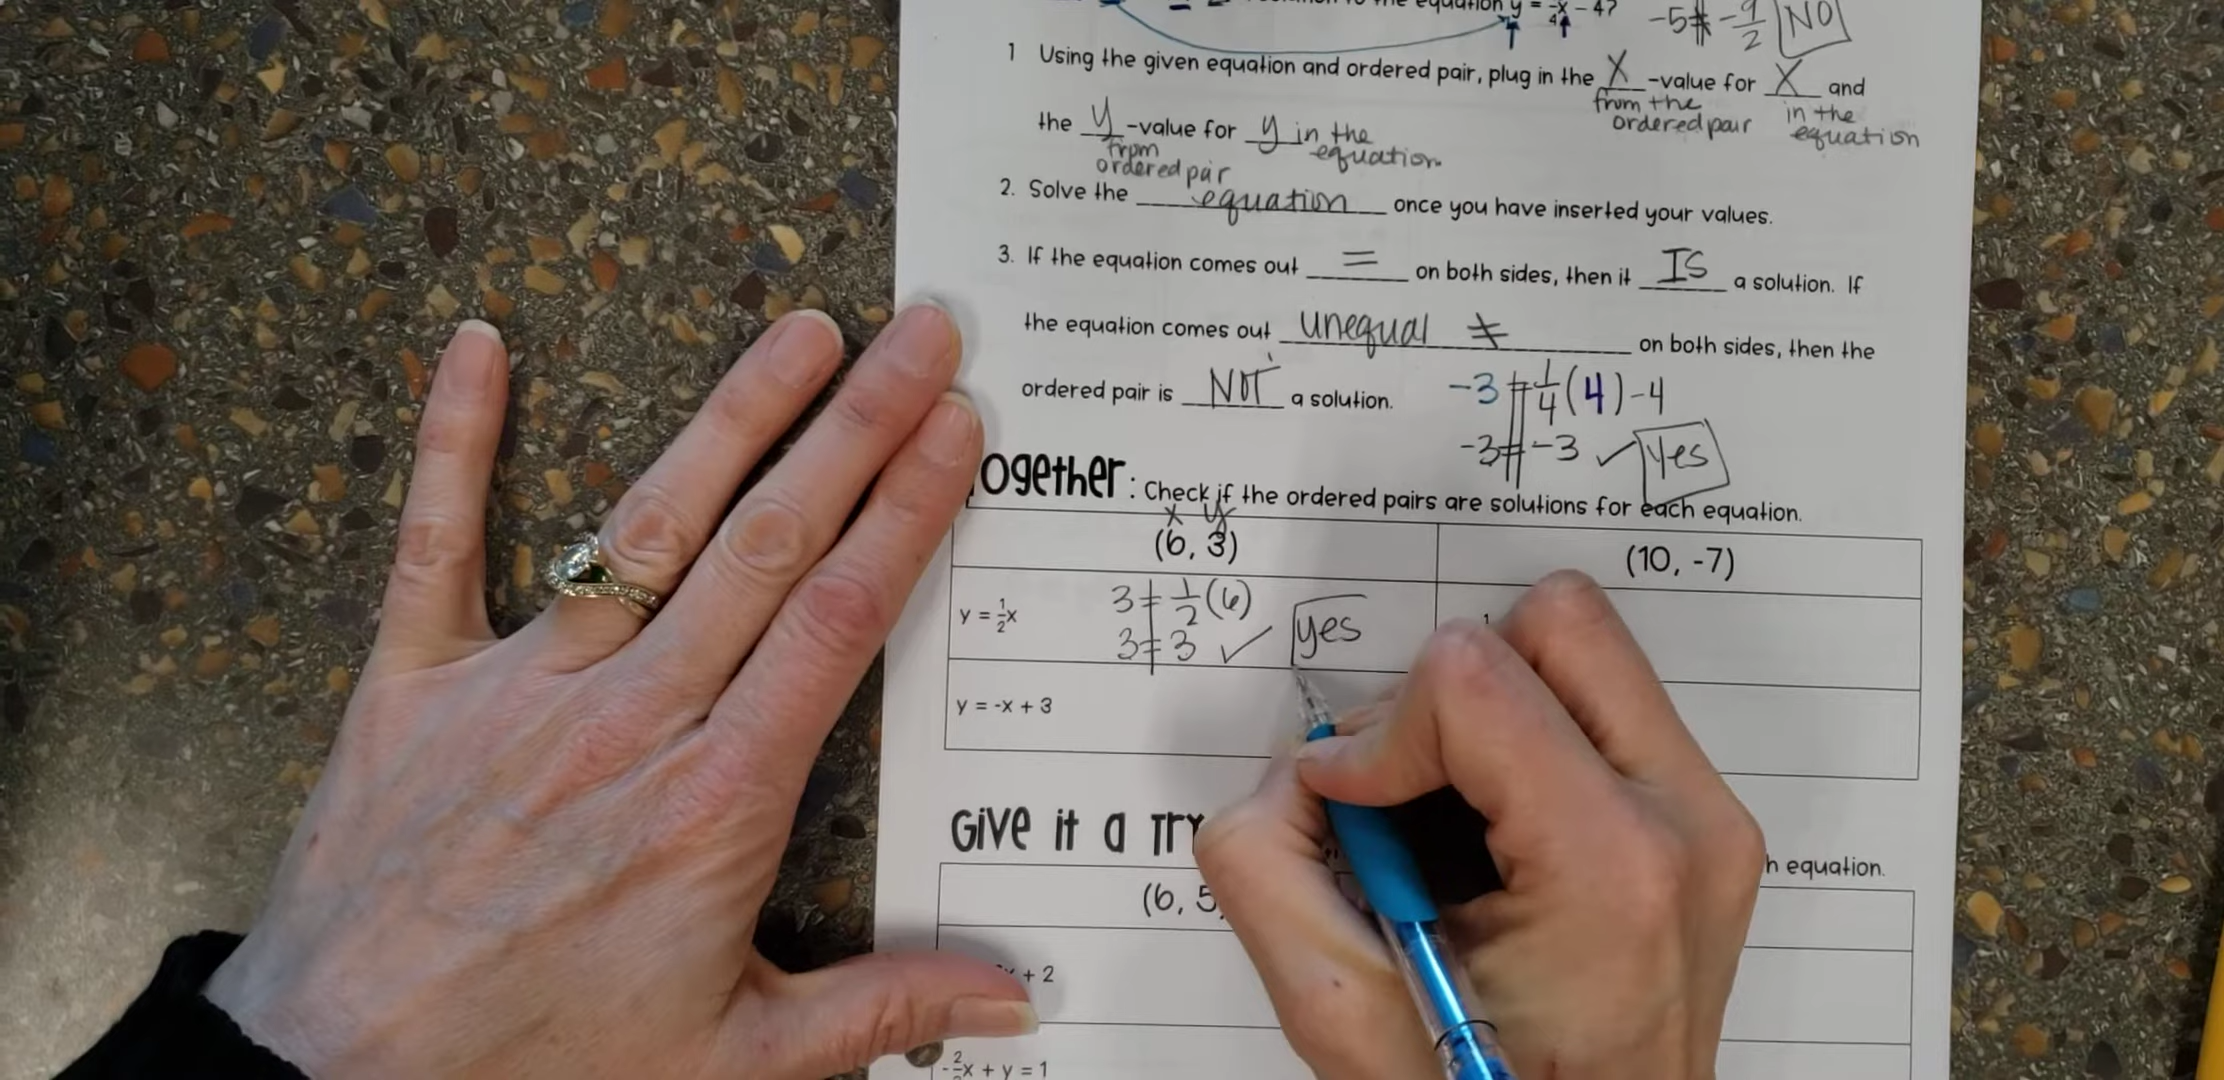 equation y = 1/4x - 4?
-5 ≠ -9/2 NO
1 Using the given equation and ordered pair, plug in the X -value for X and
from the ordered pair in the equation
the y -value for y in the equation.
from ordered pair
2. Solve the equation once you have inserted your values.
3. If the equation comes out = on both sides, then it IS a solution. If
the equation comes out unequal ≠ on both sides, then the
ordered pair is NOT a solution.
-3 = 1/4(4)-4
-3 = -3 ✓ Yes
ogether: Check if the ordered pairs are solutions for each equation.
x y
(6, 3) (10, -7)
y = 1/2x 3 = 1/2(6)
3 = 3 ✓ yes
y = -x + 3
Give it a Try
equation.
(6, 5
+ 2
x + y = 1